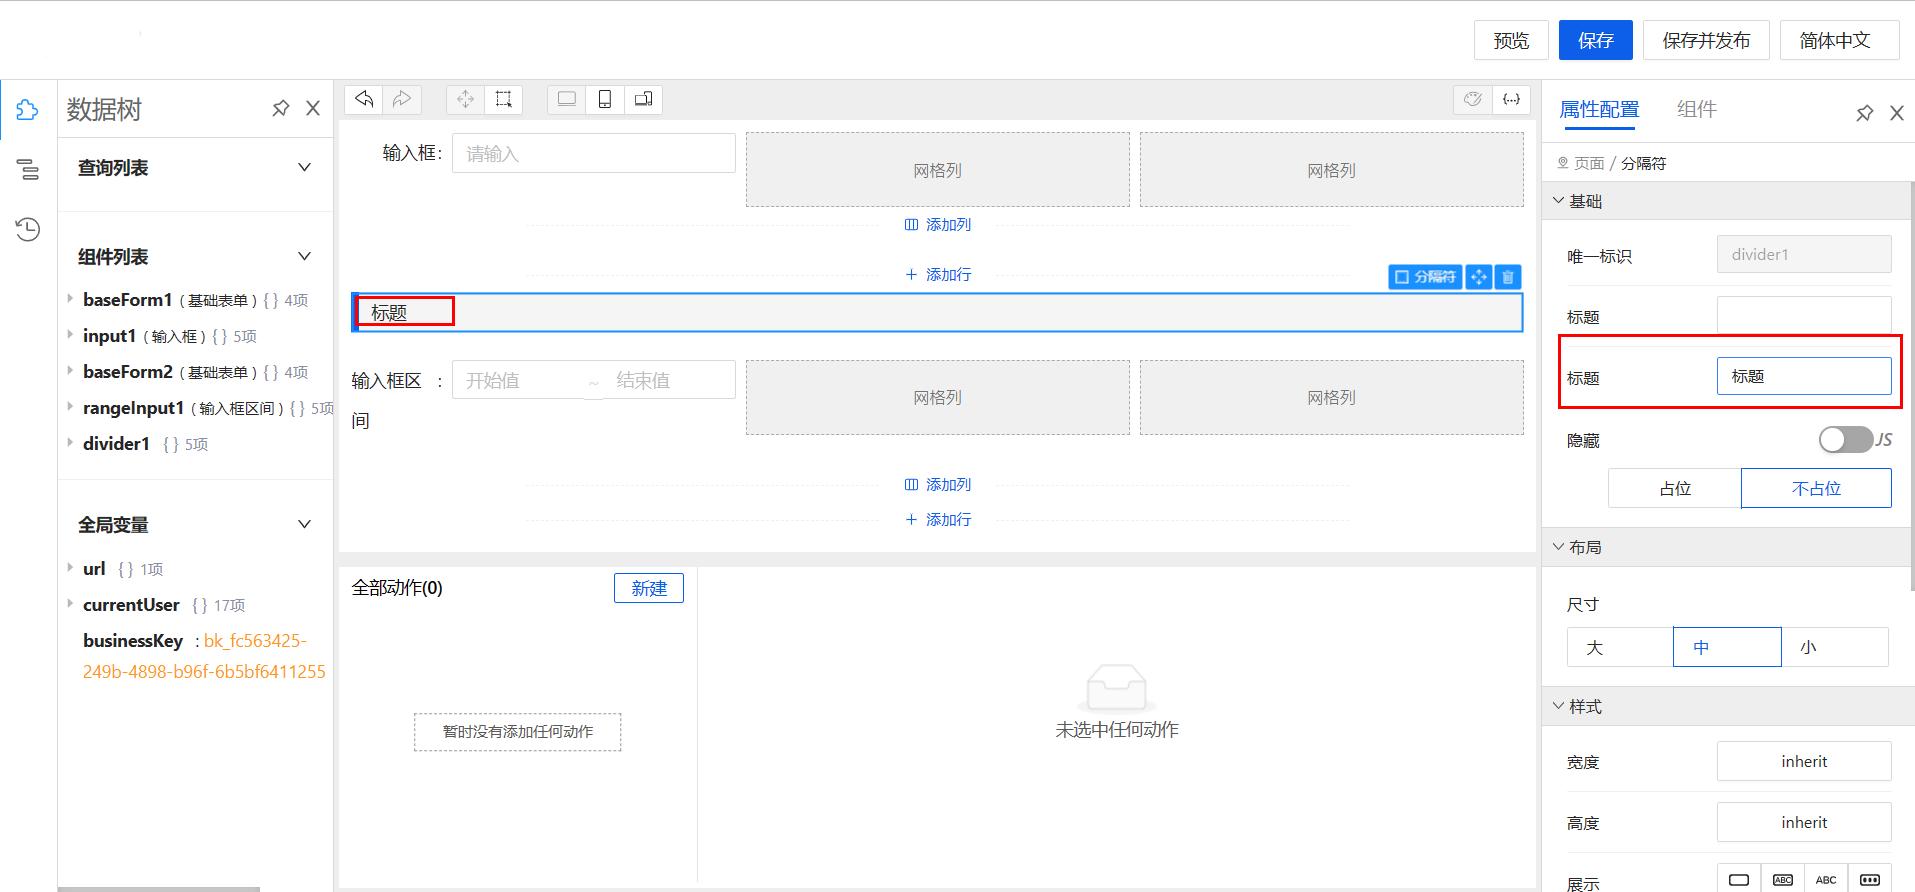 预览
保存
保存并发布
简体中文
数据树
属性配置
组件
查询列表
输入框:
请输入
网格列
网格列
页面 / 分隔符
基础
添加列
组件列表
唯一标识
divider1
添加行
分隔符
baseForm1 (基础表单) { } 4项
标题
标题
input1 (输入框) { } 5项
baseForm2 (基础表单) { } 4项
输入框区间 :
开始值 ~ 结束值
网格列
网格列
标题
标题
rangeInput1 (输入框区间) { } 5项
divider1 { } 5项
隐藏
JS
添加列
占位
不占位
全局变量
添加行
布局
url { } 1项
全部动作(0)
新建
currentUser { } 17项
尺寸
businessKey : bk_fc563425-
249b-4898-b96f-6b5bf6411255
大
中
小
样式
暂时没有添加任何动作
未选中任何动作
宽度
inherit
高度
inherit
展示
ABC
ABC